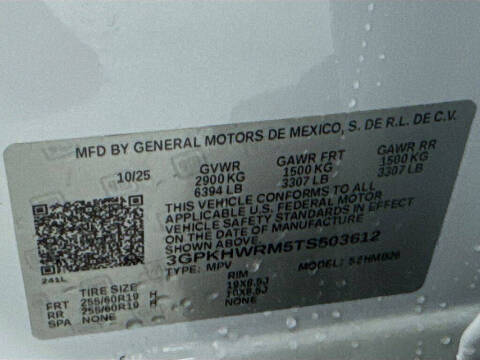 MFD BY GENERAL MOTORS DE MEXICO, S. DE R.L. DE C.V.
10/25 GVWR GAWR FRT GAWR RR
2900 KG 1500 KG 1500 KG
6394 LB 3307 LB 3307 LB
THIS VEHICLE CONFORMS TO ALL
APPLICABLE U.S. FEDERAL MOTOR
VEHICLE SAFETY STANDARDS IN EFFECT
ON THE DATE OF MANUFACTURE
SHOWN ABOVE.
3GPKHWRM5TS503612
TYPE: MPV MODEL:
241L
TIRE SIZE RIM
FRT 255/60R19 H 19X8.5J
RR 255/60R19 H
SPA NONE NONE